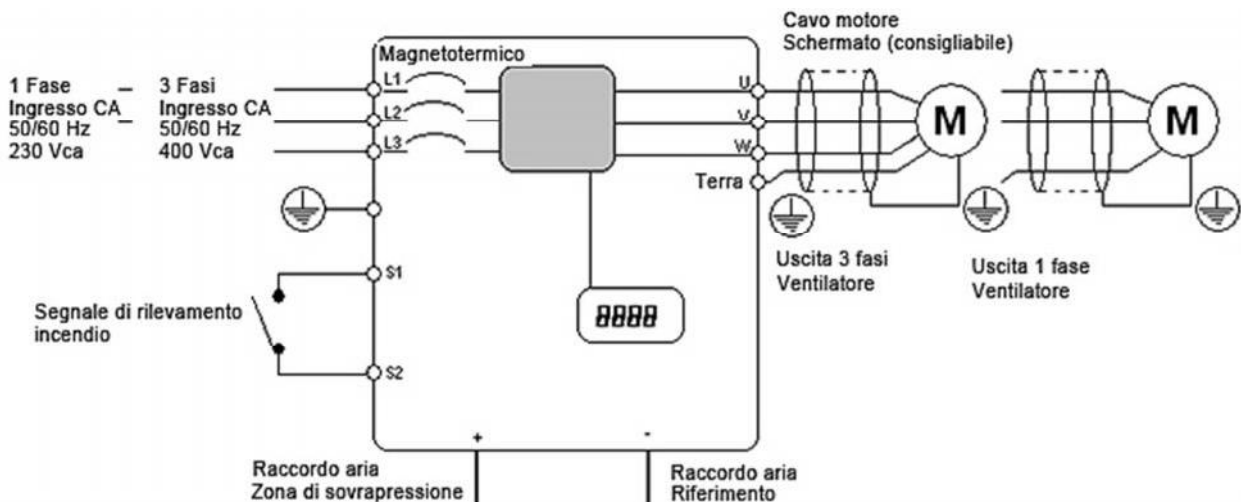 Cavo motore
Schermato (consigliabile)
Magnetotermico
1 Fase
Ingresso CA
50/60 Hz
230 Vca
3 Fasi
Ingresso CA
50/60 Hz
400 Vca
L1
L2
L3
U
V
W
Terra
M
M
Uscita 3 fasi
Ventilatore
Uscita 1 fase
Ventilatore
S1
Segnale di rilevamento
incendio
8888
S2
+
-
Raccordo aria
Zona di sovrapressione
Raccordo aria
Riferimento